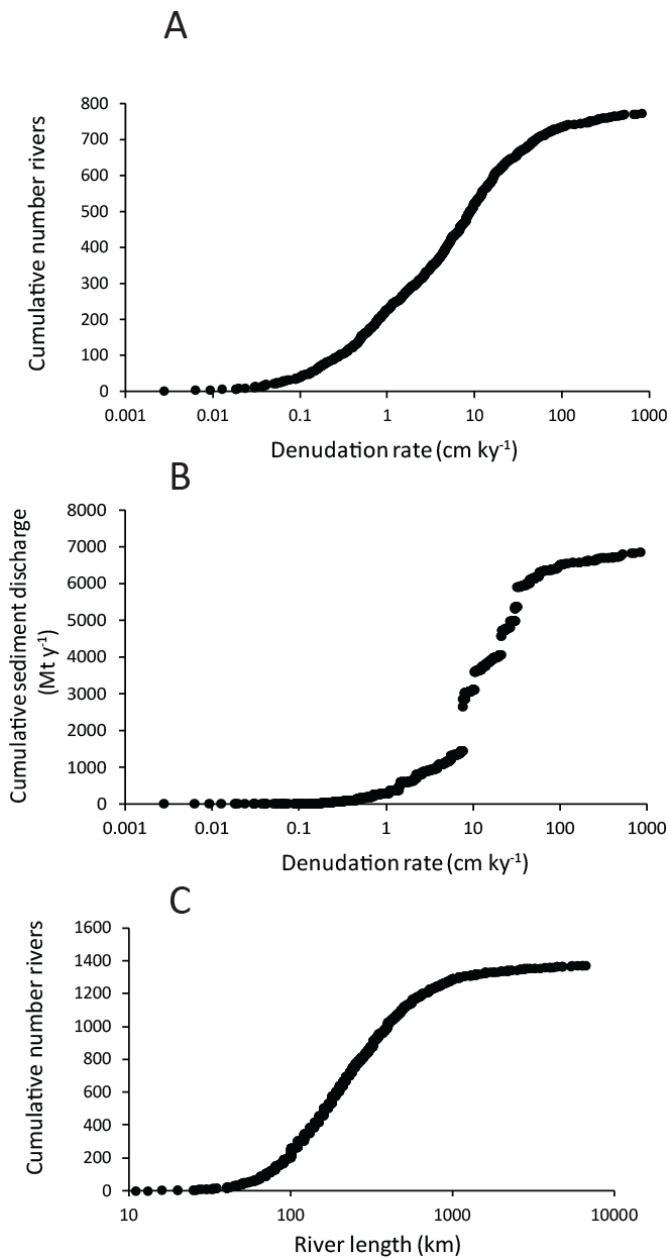 A
800
700
600
500
400
300
200
100
0
Cumulative number rivers
0.001 0.01 0.1 1 10 100 1000
Denudation rate (cm ky⁻¹)
B
8000
7000
6000
5000
4000
3000
2000
1000
0
Cumulative sediment discharge
(Mt y⁻¹)
0.001 0.01 0.1 1 10 100 1000
Denudation rate (cm ky⁻¹)
C
1600
1400
1200
1000
800
600
400
200
0
Cumulative number rivers
10 100 1000 10000
River length (km)